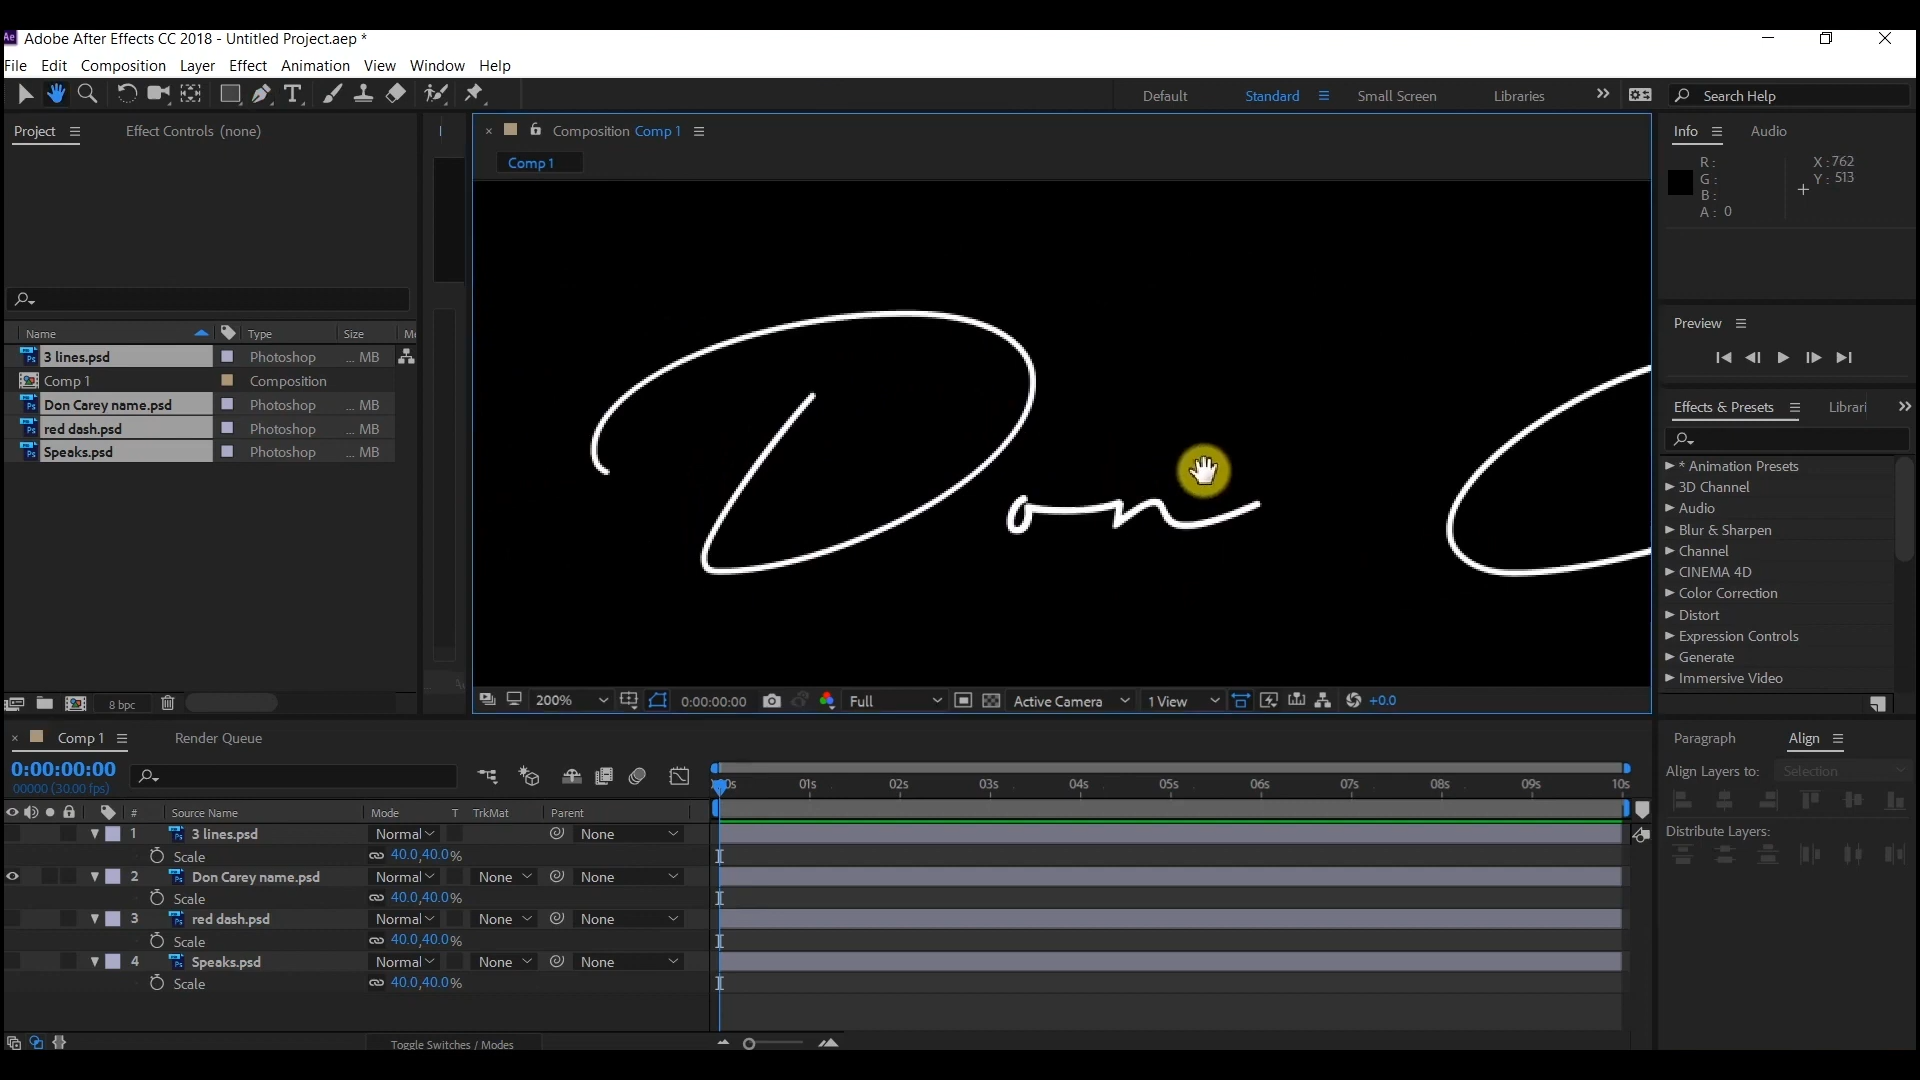 Adobe After Effects CC 2018 - Untitled Project.aep *
File Edit Composition Layer Effect Animation View Window Help
Default Standard Small Screen Libraries Search Help
Project Effect Controls (none)
Composition Comp 1
Comp 1
Info Audio
R :
G :
B :
A : 0
X : 762
Y : 513
Name Type Size
3 lines.psd Photoshop ... MB
Comp 1 Composition
Don Carey name.psd Photoshop ... MB
red dash.psd Photoshop ... MB
Speaks.psd Photoshop ... MB
8 bpc
Don
200% 0:00:00:00 Full Active Camera 1 View +0.0
Preview
Effects & Presets Librari
* Animation Presets
3D Channel
Audio
Blur & Sharpen
Channel
CINEMA 4D
Color Correction
Distort
Expression Controls
Generate
Immersive Video
Comp 1 Render Queue
0:00:00:00
00000 (30.00 fps)
01s 02s 03s 04s 05s 06s 07s 08s 09s 10s
# Source Name Mode T TrkMat Parent
1 3 lines.psd Normal None
Scale 40.0,40.0%
2 Don Carey name.psd Normal None None
Scale 40.0,40.0%
3 red dash.psd Normal None None
Scale 40.0,40.0%
4 Speaks.psd Normal None None
Scale 40.0,40.0%
Toggle Switches / Modes
Paragraph Align
Align Layers to: Selection
Distribute Layers: